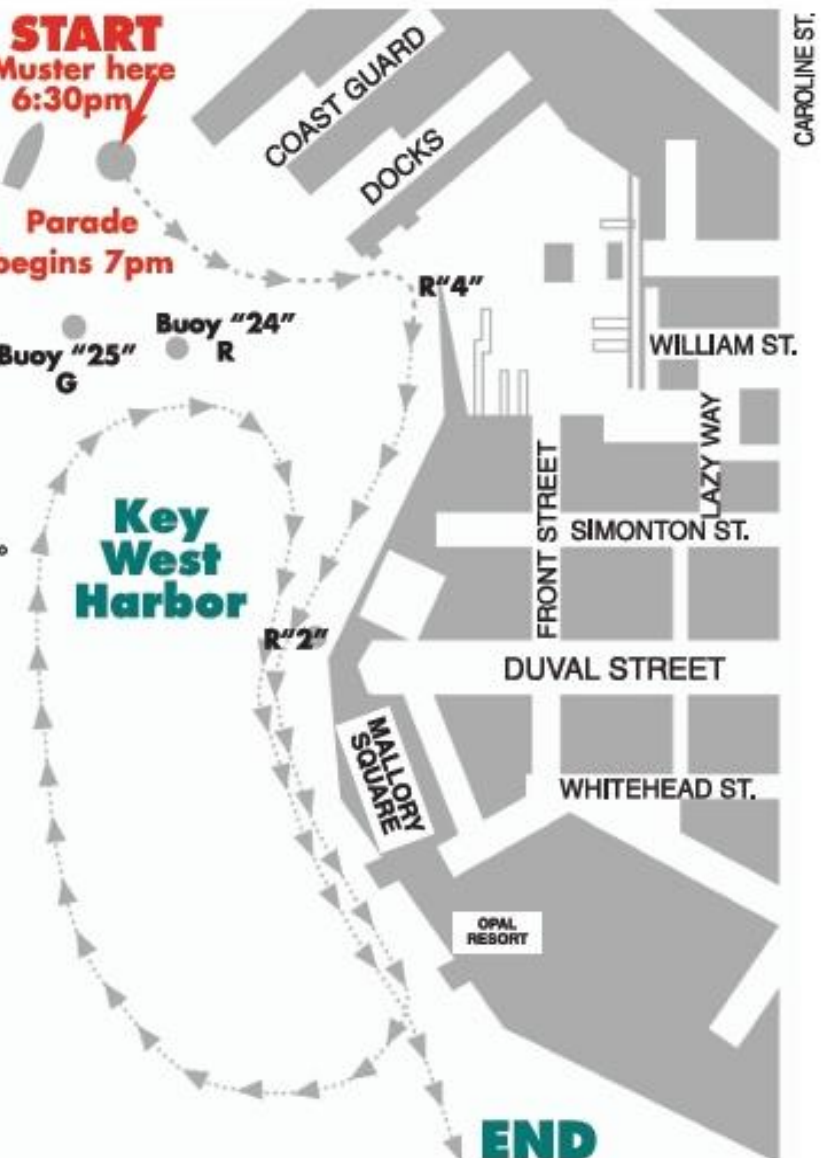 START
Muster here
6:30pm
COAST GUARD
DOCKS
CAROLINE ST.
Parade
begins 7pm
R"4"
Buoy "24"
R
Buoy "25"
G
WILLIAM ST.
LAZY WAY
FRONT STREET
SIMONTON ST.
Key
West
Harbor
R"2"
DUVAL STREET
MALLORY
SQUARE
WHITEHEAD ST.
OPAL
RESORT
END